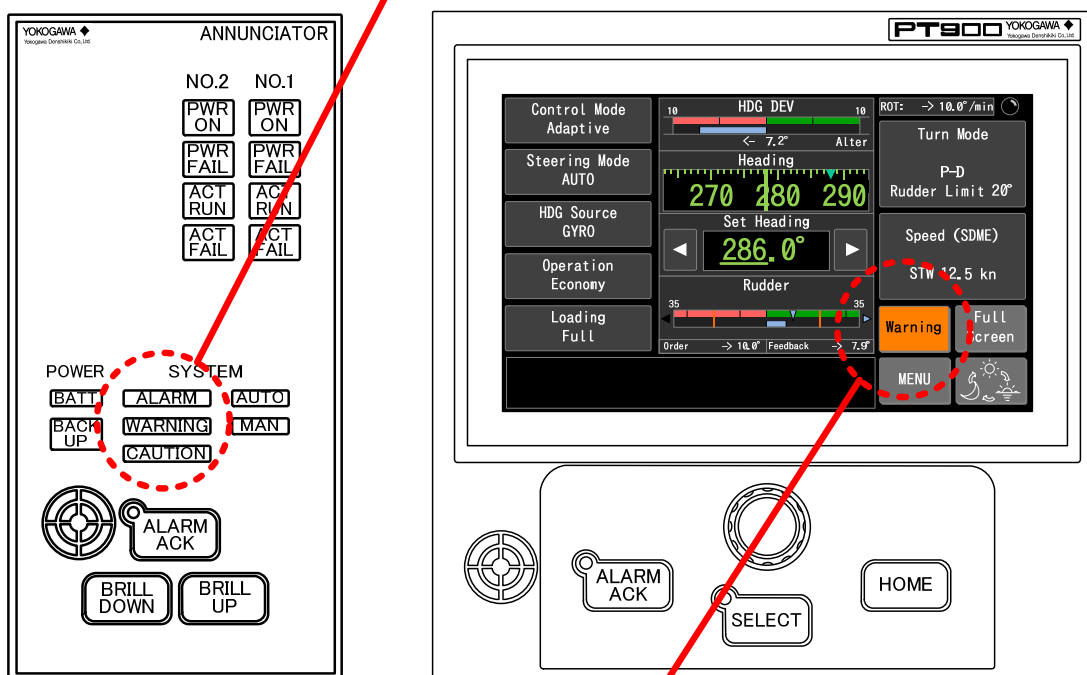 YOKOGAWA ◆
Yokogawa Denshikiki Co., Ltd.
ANNUNCIATOR
NO.2 NO.1
PWR ON PWR ON
PWR FAIL PWR FAIL
ACT RUN ACT RUN
ACT FAIL ACT FAIL
POWER SYSTEM
BATT ALARM AUTO
BACK UP WARNING MAN
CAUTION
ALARM
ACK
BRILL
DOWN
BRILL
UP
PT900 YOKOGAWA ◆
Yokogawa Denshikiki Co., Ltd.
Control Mode
Adaptive
Steering Mode
AUTO
HDG Source
GYRO
Operation
Economy
Loading
Full
10 HDG DEV 10
<- 7.2° Alter
Heading
270 280 290
Set Heading
◀ 286.0° ▶
Rudder
35 35
Order -> 10.0° Feedback -> 7.9°
ROT: -> 10.0°/min
Turn Mode
P-D
Rudder Limit 20°
Speed (SDME)
STW 12.5 kn
Warning
Full
Screen
MENU
ALARM
ACK
SELECT
HOME